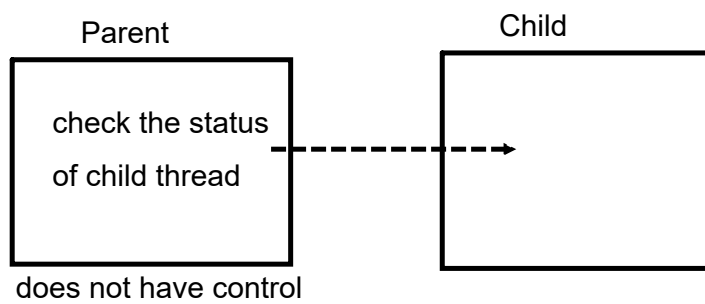 Parent
Child
check the status
of child thread
does not have control